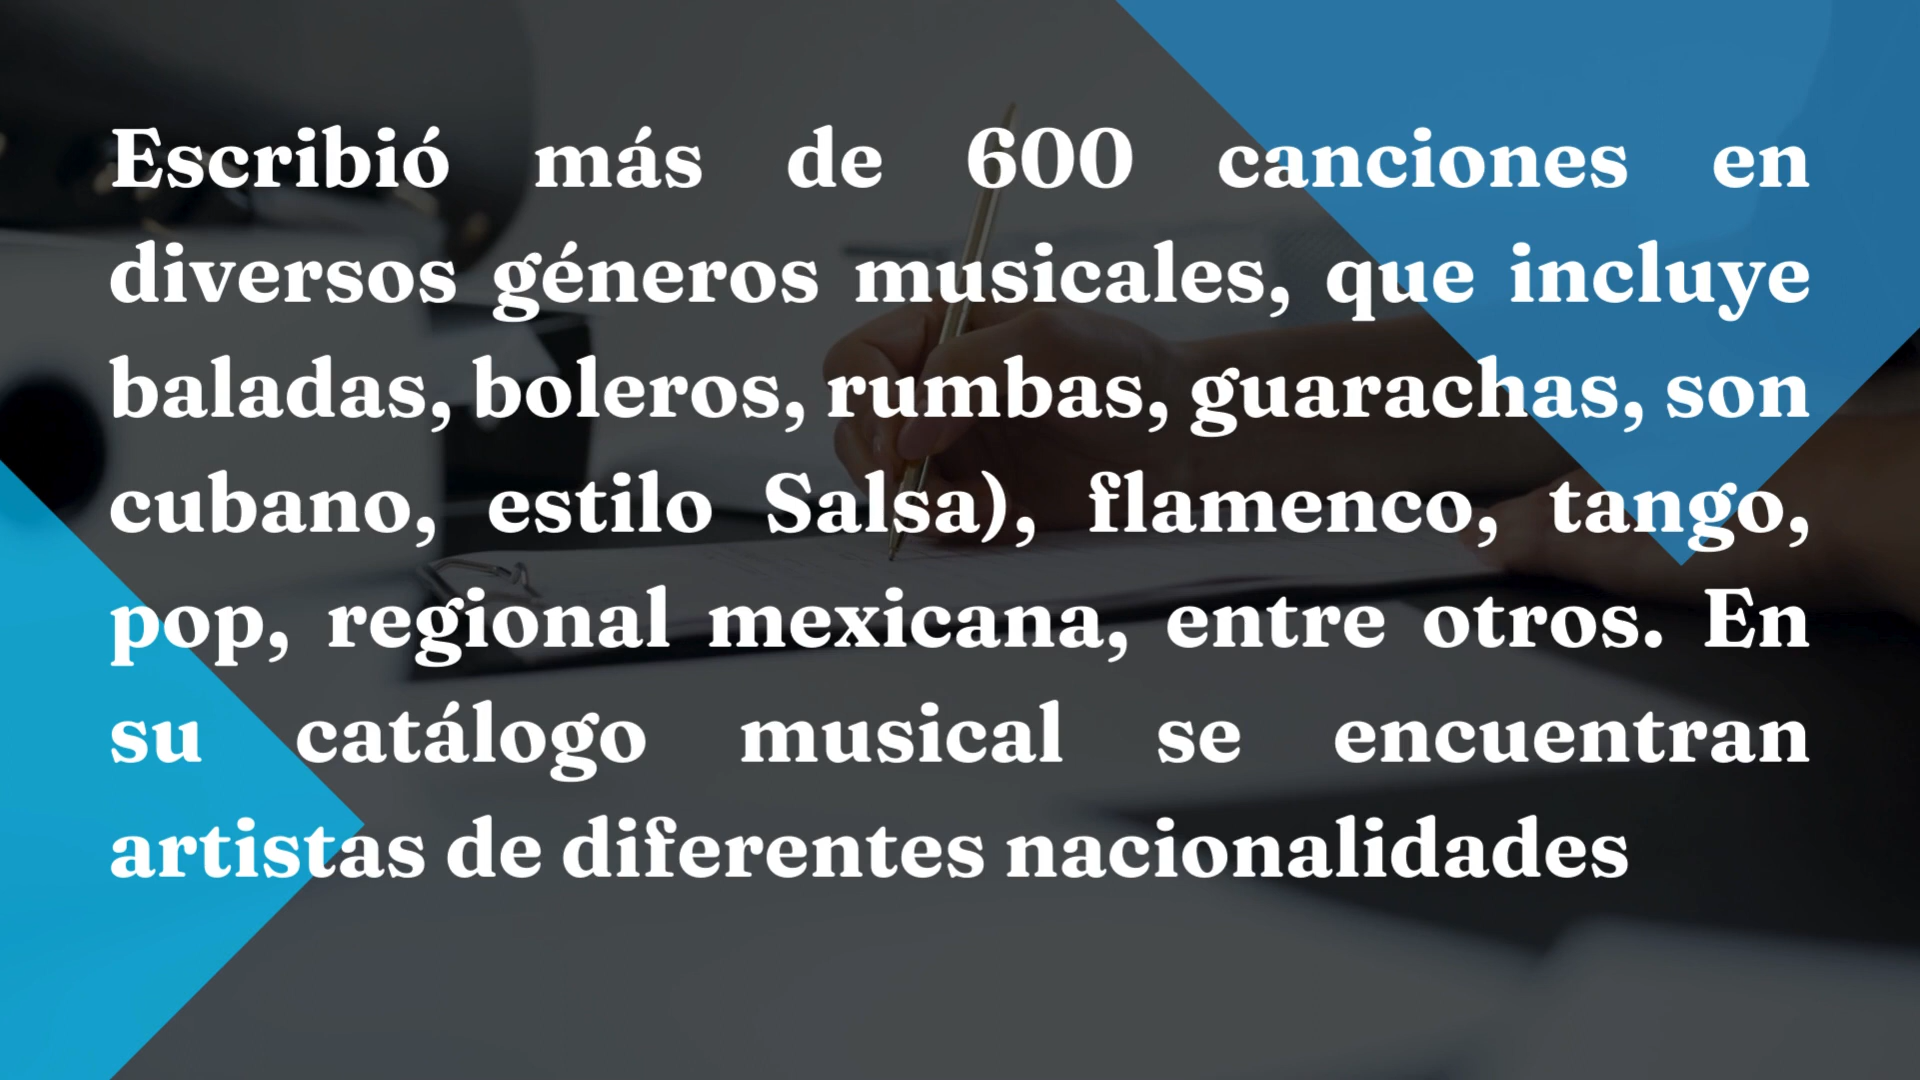 Escribió más de 600 canciones en
diversos géneros musicales, que incluye
baladas, boleros, rumbas, guarachas, son
cubano, estilo Salsa), flamenco, tango,
pop, regional mexicana, entre otros. En
su catálogo musical se encuentran
artistas de diferentes nacionalidades